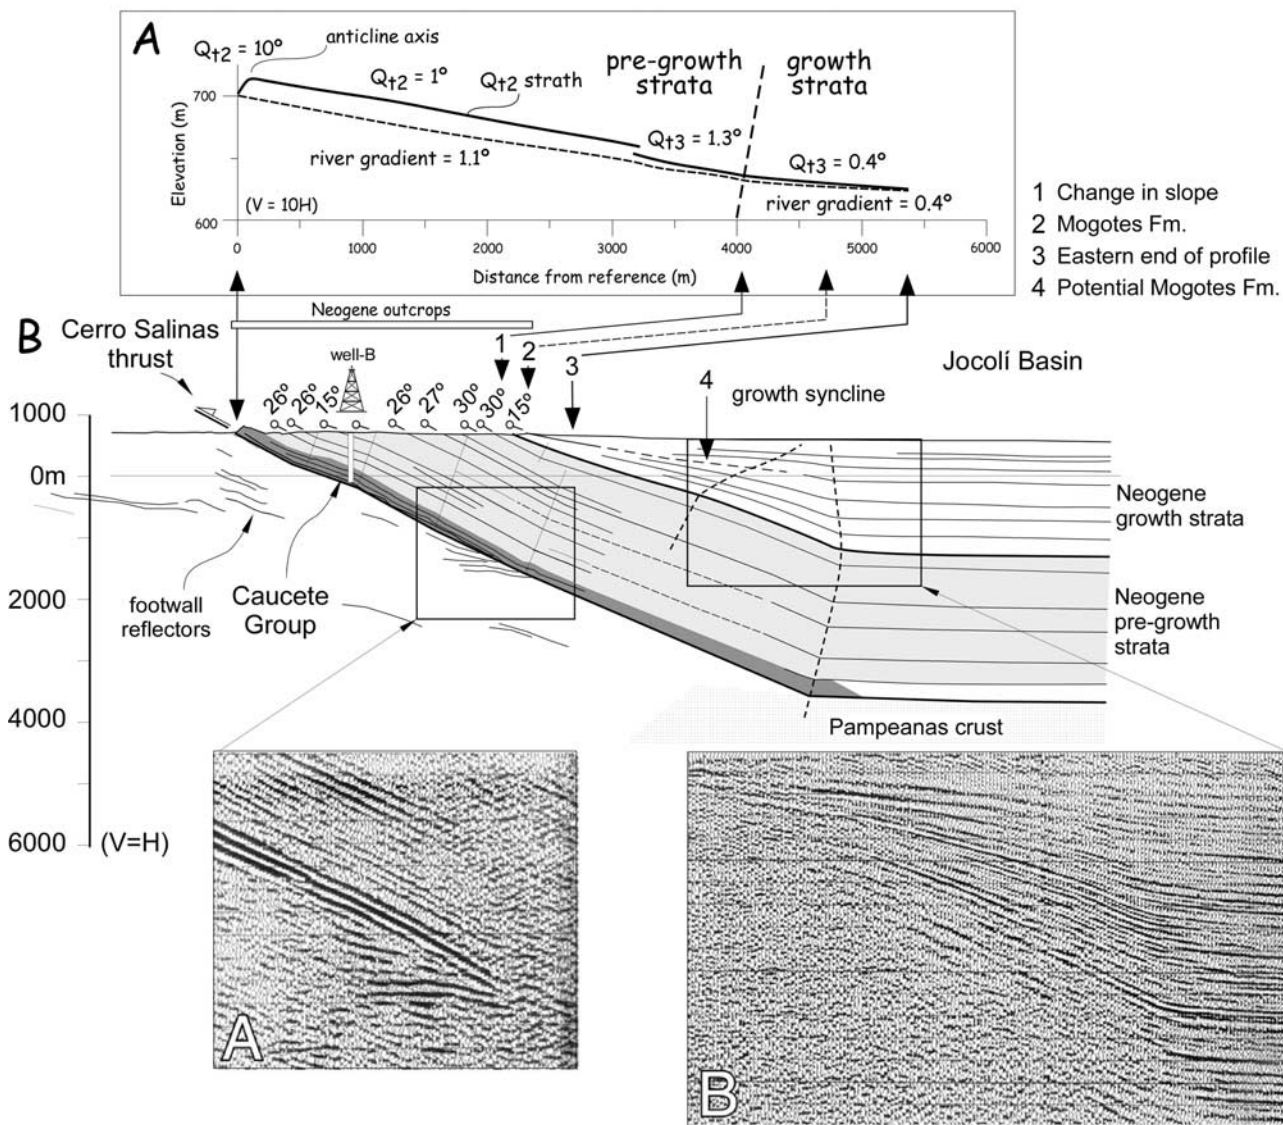 A
Qt2 = 10°
anticline axis
Qt2 = 1°
Qt2 strath
pre-growth
strata
growth
strata
Qt3 = 1.3°
Qt3 = 0.4°
river gradient = 1.1°
river gradient = 0.4°
Elevation (m)
700
600
(V = 10H)
0
1000
2000
3000
4000
5000
6000
Distance from reference (m)
1 Change in slope
2 Mogotes Fm.
3 Eastern end of profile
4 Potential Mogotes Fm.
Neogene outcrops
B
Cerro Salinas
thrust
well-B
1
2
3
4
Jocolí Basin
growth syncline
26°
26°
15°
26°
27°
30°
30°
15°
1000
0m
2000
4000
6000
(V=H)
footwall
reflectors
Caucete
Group
Neogene
growth strata
Neogene
pre-growth
strata
Pampeanas crust
A
B